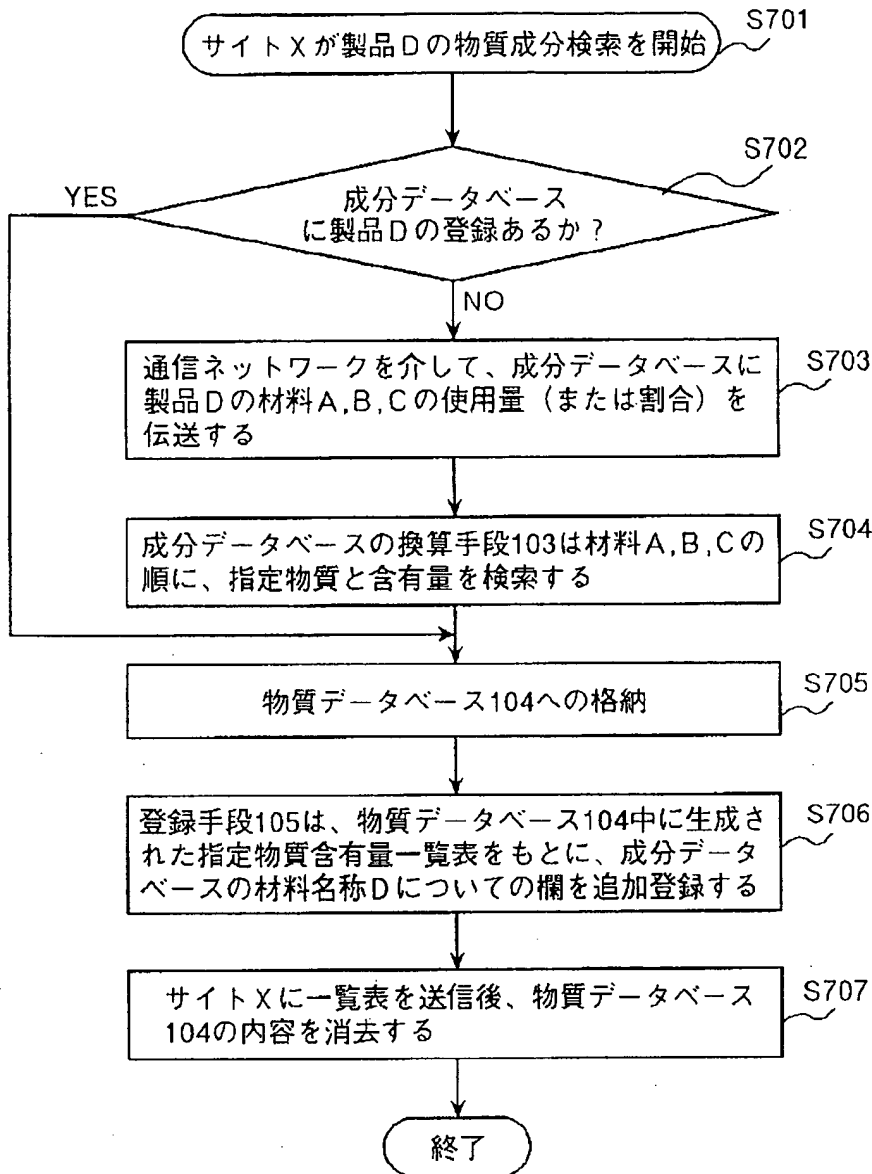 サイトXが製品Dの物質成分検索を開始
S701
S702
成分データベース
に製品Dの登録あるか？
YES
NO
通信ネットワークを介して、成分データベースに
製品Dの材料A,B,Cの使用量（または割合）を
伝送する
S703
成分データベースの換算手段103は材料A,B,Cの
順に、指定物質と含有量を検索する
S704
物質データベース104への格納
S705
登録手段105は、物質データベース104中に生成さ
れた指定物質含有量一覧表をもとに、成分データ
ベースの材料名称Dについての欄を追加登録する
S706
サイトXに一覧表を送信後、物質データベース
104の内容を消去する
S707
終了